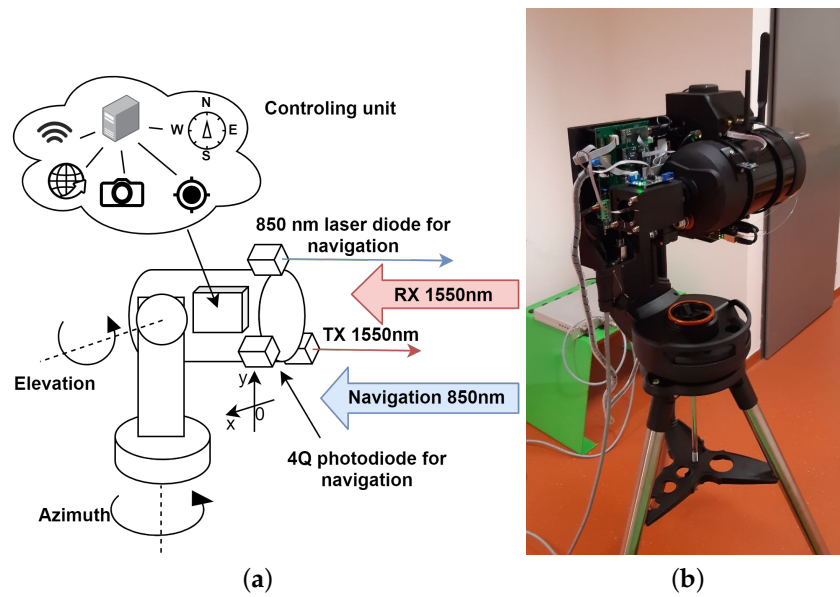 Controling unit
N
W
E
S
850 nm laser diode for
navigation
RX 1550nm
TX 1550nm
Elevation
y
x
0
Navigation 850nm
4Q photodiode for
navigation
Azimuth
(a)
(b)